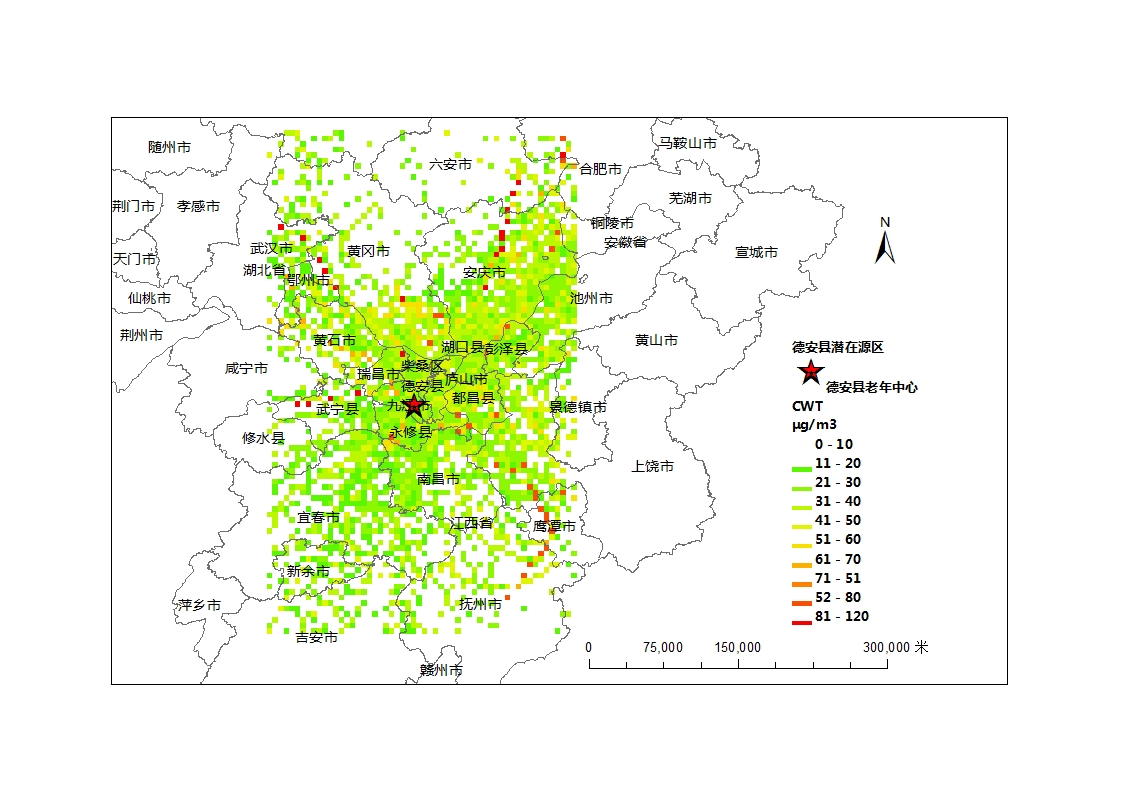 随州市
六安市
马鞍山市
合肥市
荆门市
孝感市
芜湖市
铜陵市
安徽省
武汉市
黄冈市
宣城市
天门市
湖北省
鄂州市
安庆市
仙桃市
池州市
荆州市
黄石市
湖口县
彭泽县
黄山市
咸宁市
柴桑区
瑞昌市
庐山市
德安县
都昌县
武宁县
景德镇市
修水县
永修县
上饶市
南昌市
宜春市
江西省
鹰潭市
新余市
萍乡市
抚州市
吉安市
赣州市
N
德安县潜在源区
德安县老年中心
CWT
μg/m3
0 - 10
11 - 20
21 - 30
31 - 40
41 - 50
51 - 60
61 - 70
71 - 51
52 - 80
81 - 120
0 75,000 150,000 300,000 米